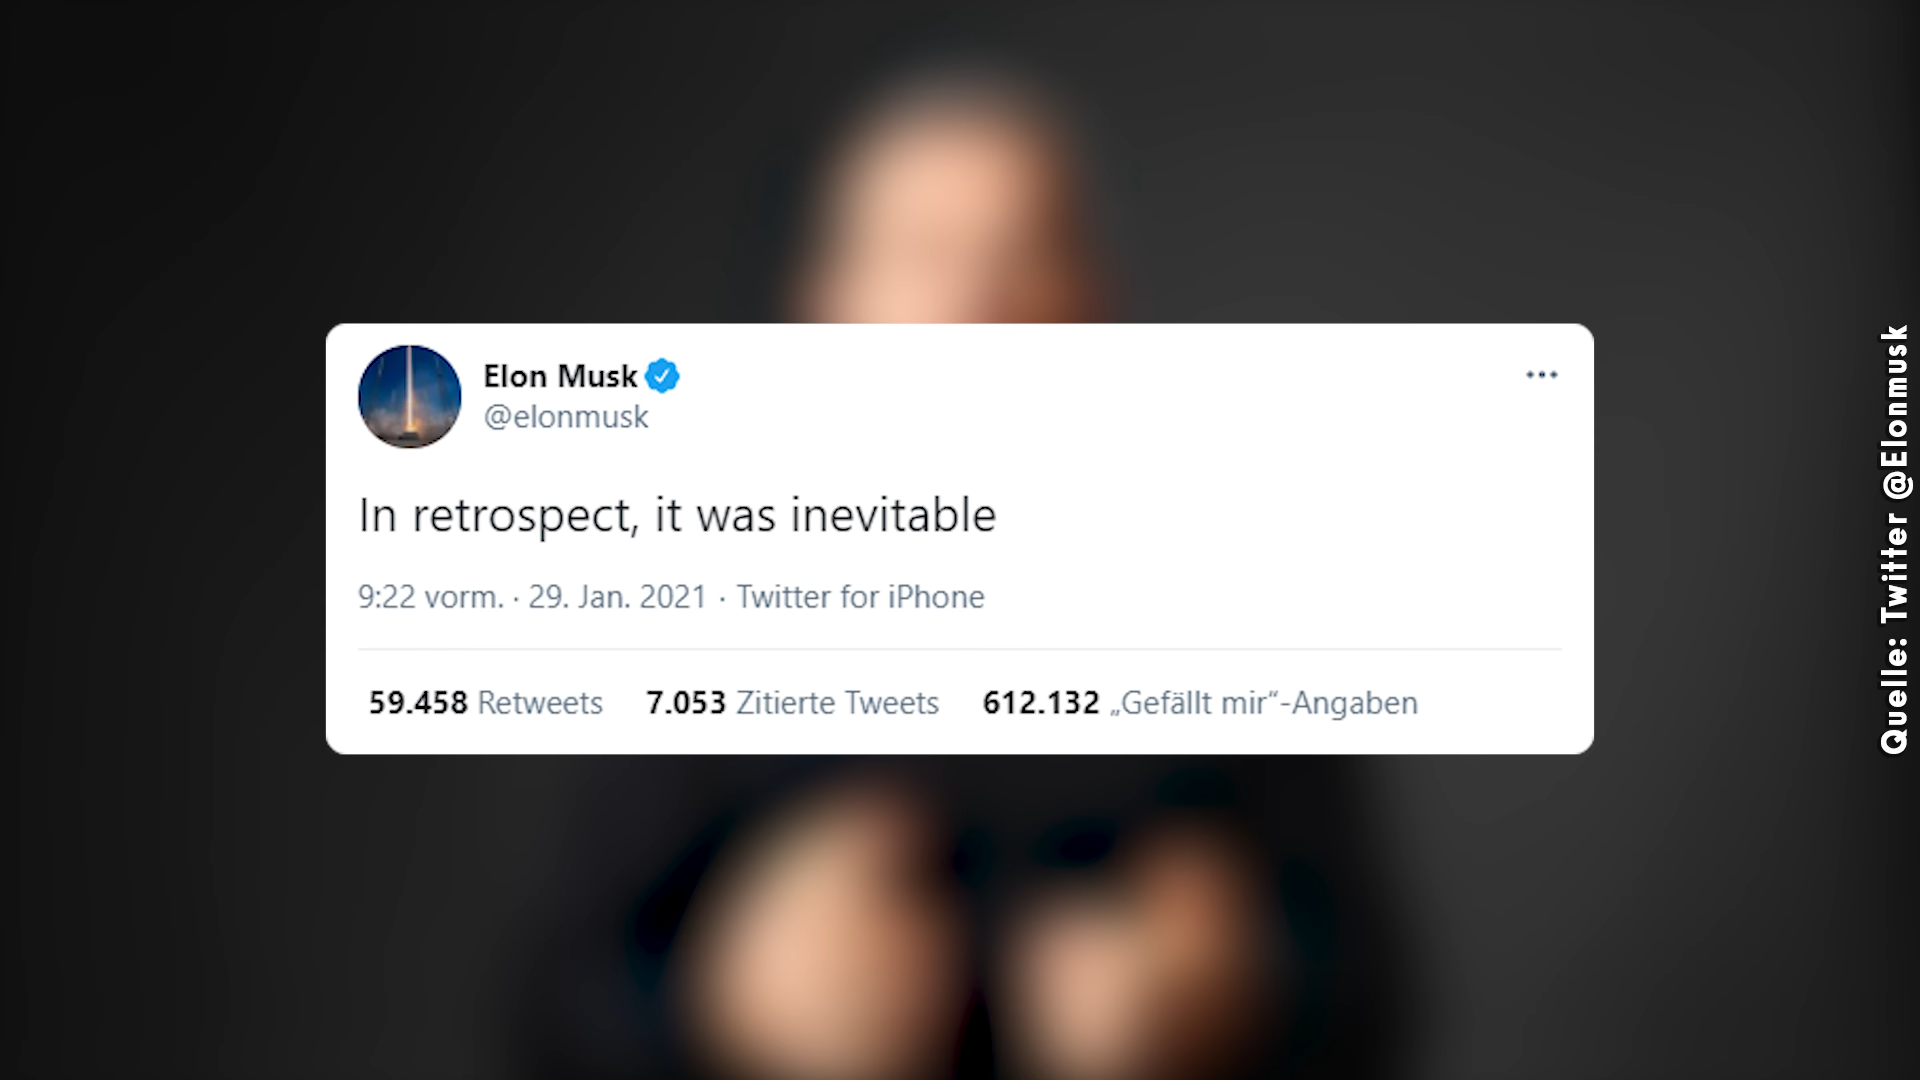 Elon Musk
@elonmusk
In retrospect, it was inevitable
9:22 vorm. · 29. Jan. 2021 · Twitter for iPhone
59.458 Retweets 7.053 Zitierte Tweets 612.132 „Gefällt mir“-Angaben
Quelle: Twitter @Elonmusk